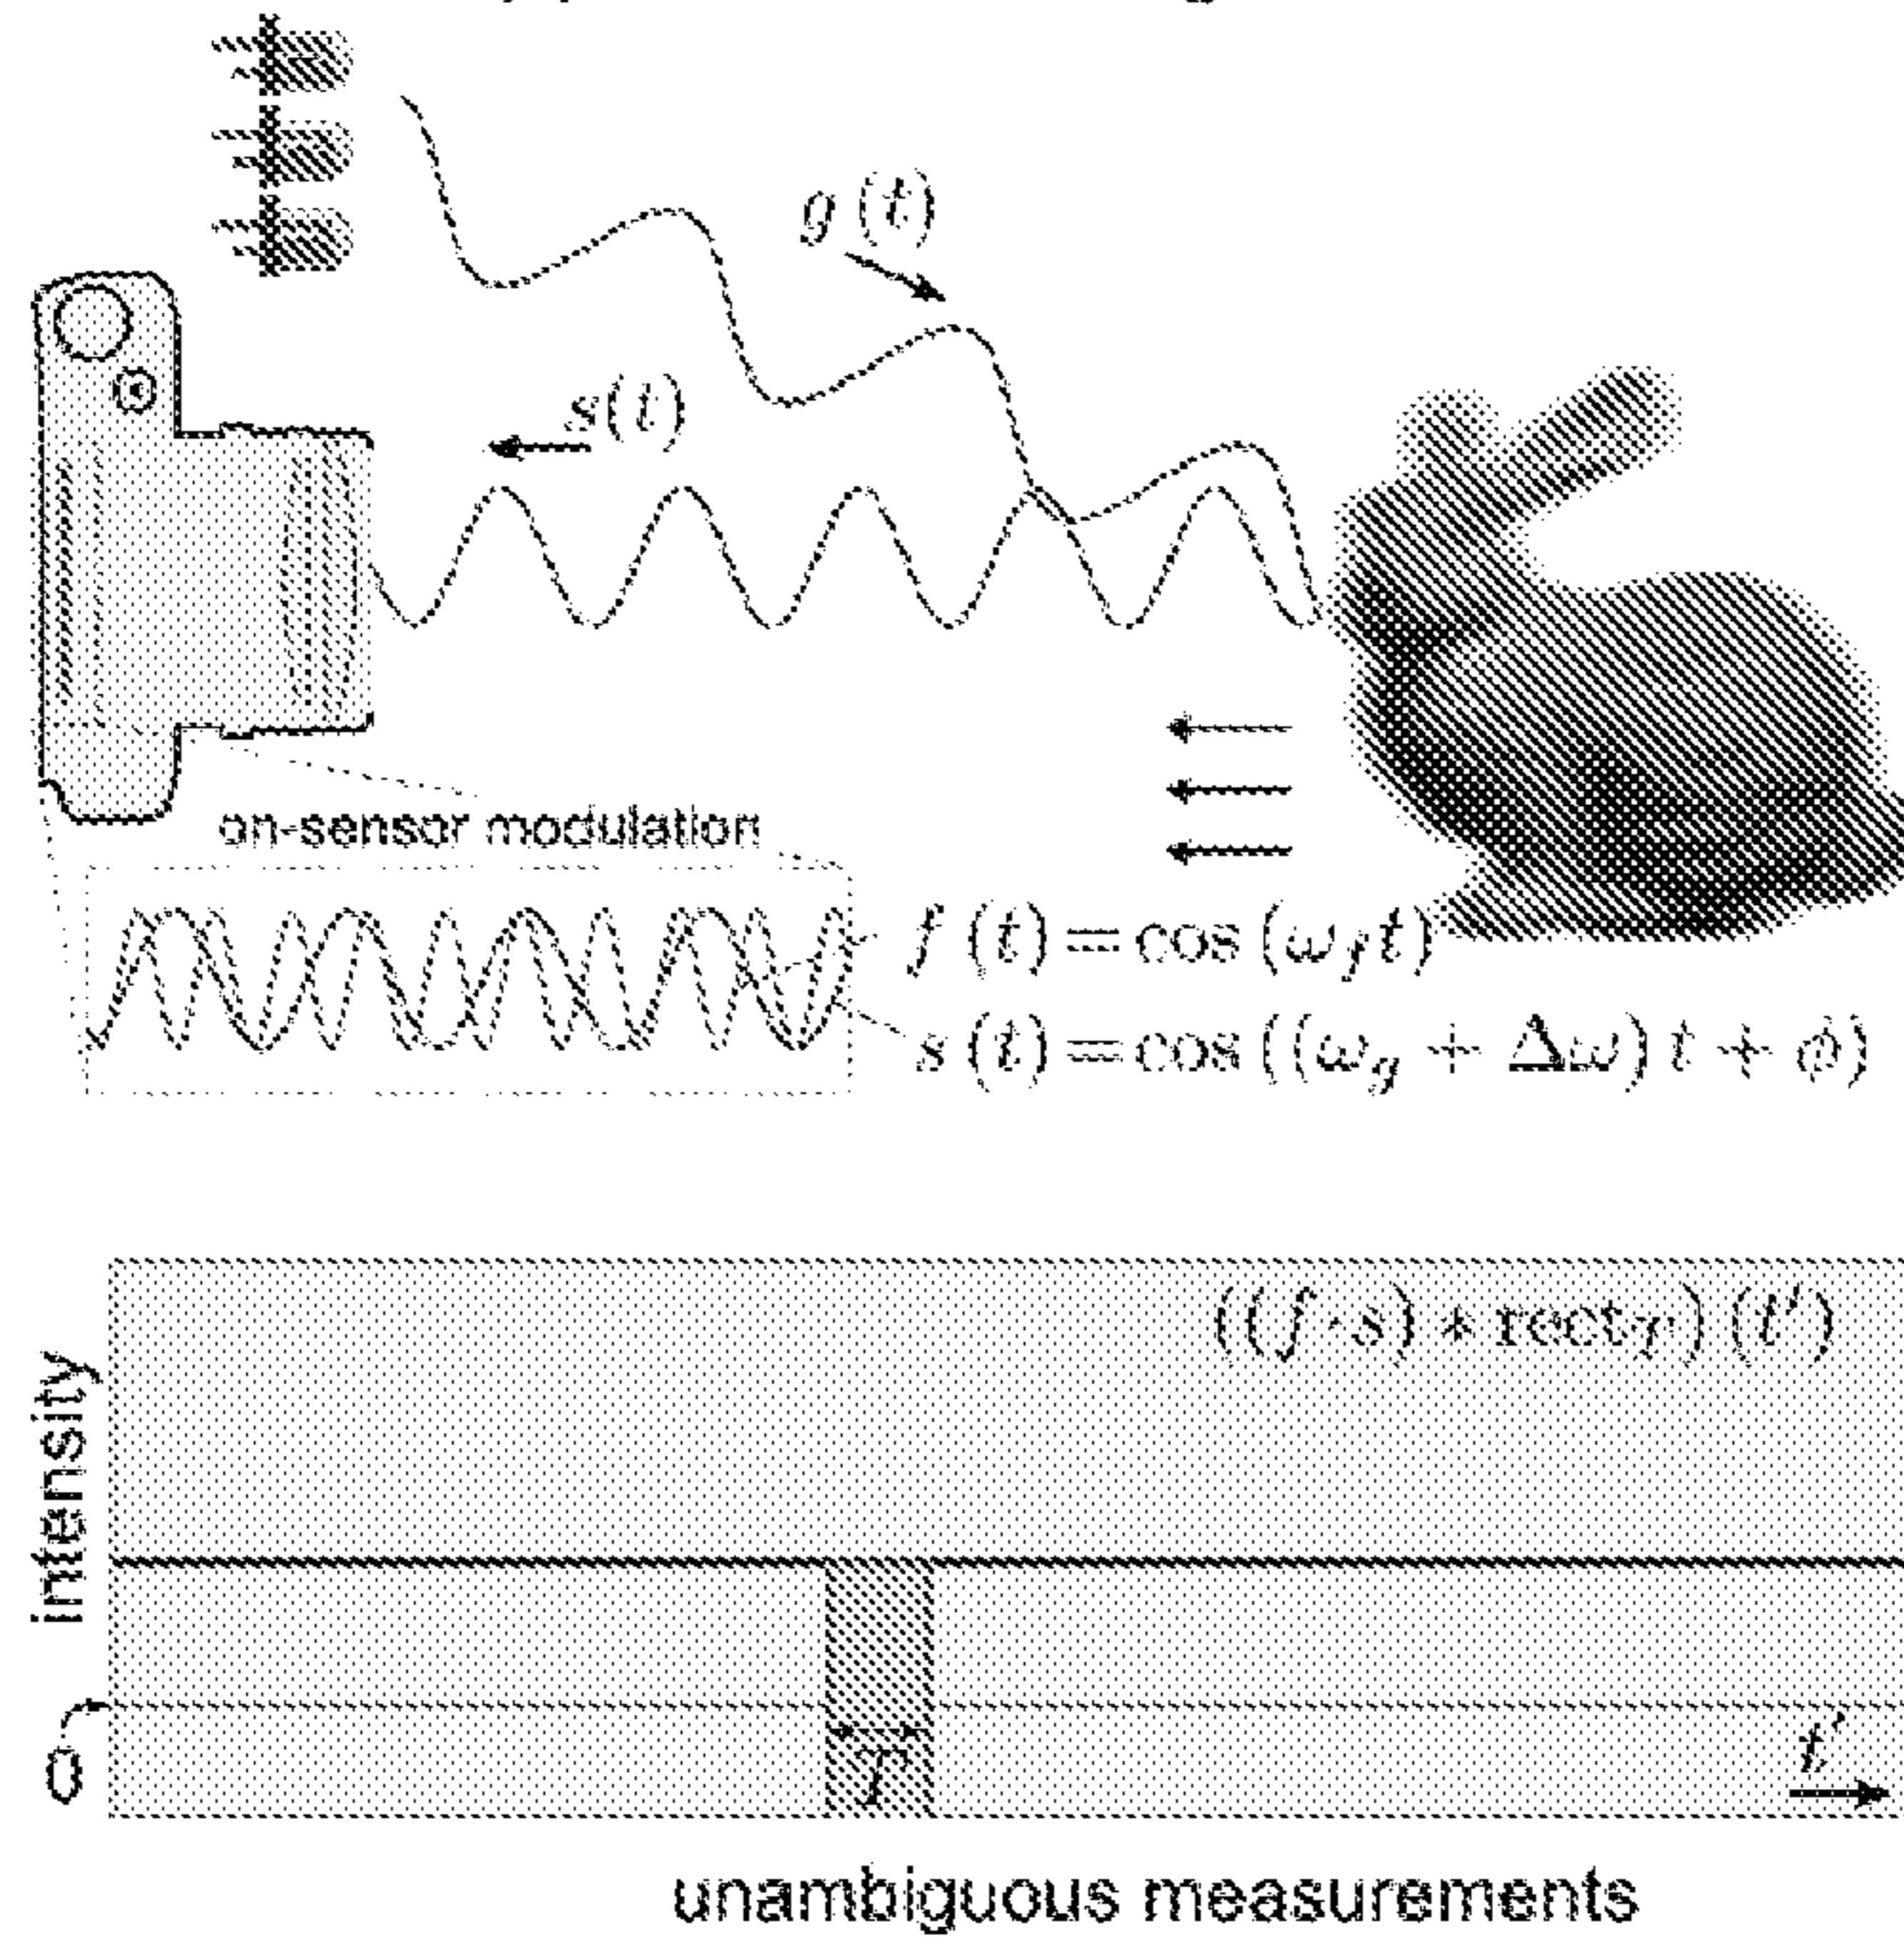 g (t)
s(t)
on-sensor modulation
f (t) = cos (ω_f t)
s (t) = cos ((ω_g + Δω) t + φ)
((f · s) * rect_T) (t′)
intensity
0
T
t′
unambiguous measurements